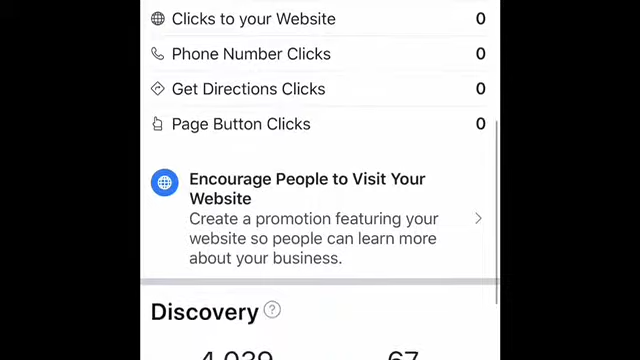 Clicks to your Website 0
Phone Number Clicks 0
Get Directions Clicks 0
Page Button Clicks 0
Encourage People to Visit Your
Website
Create a promotion featuring your
website so people can learn more
about your business.
Discovery ?